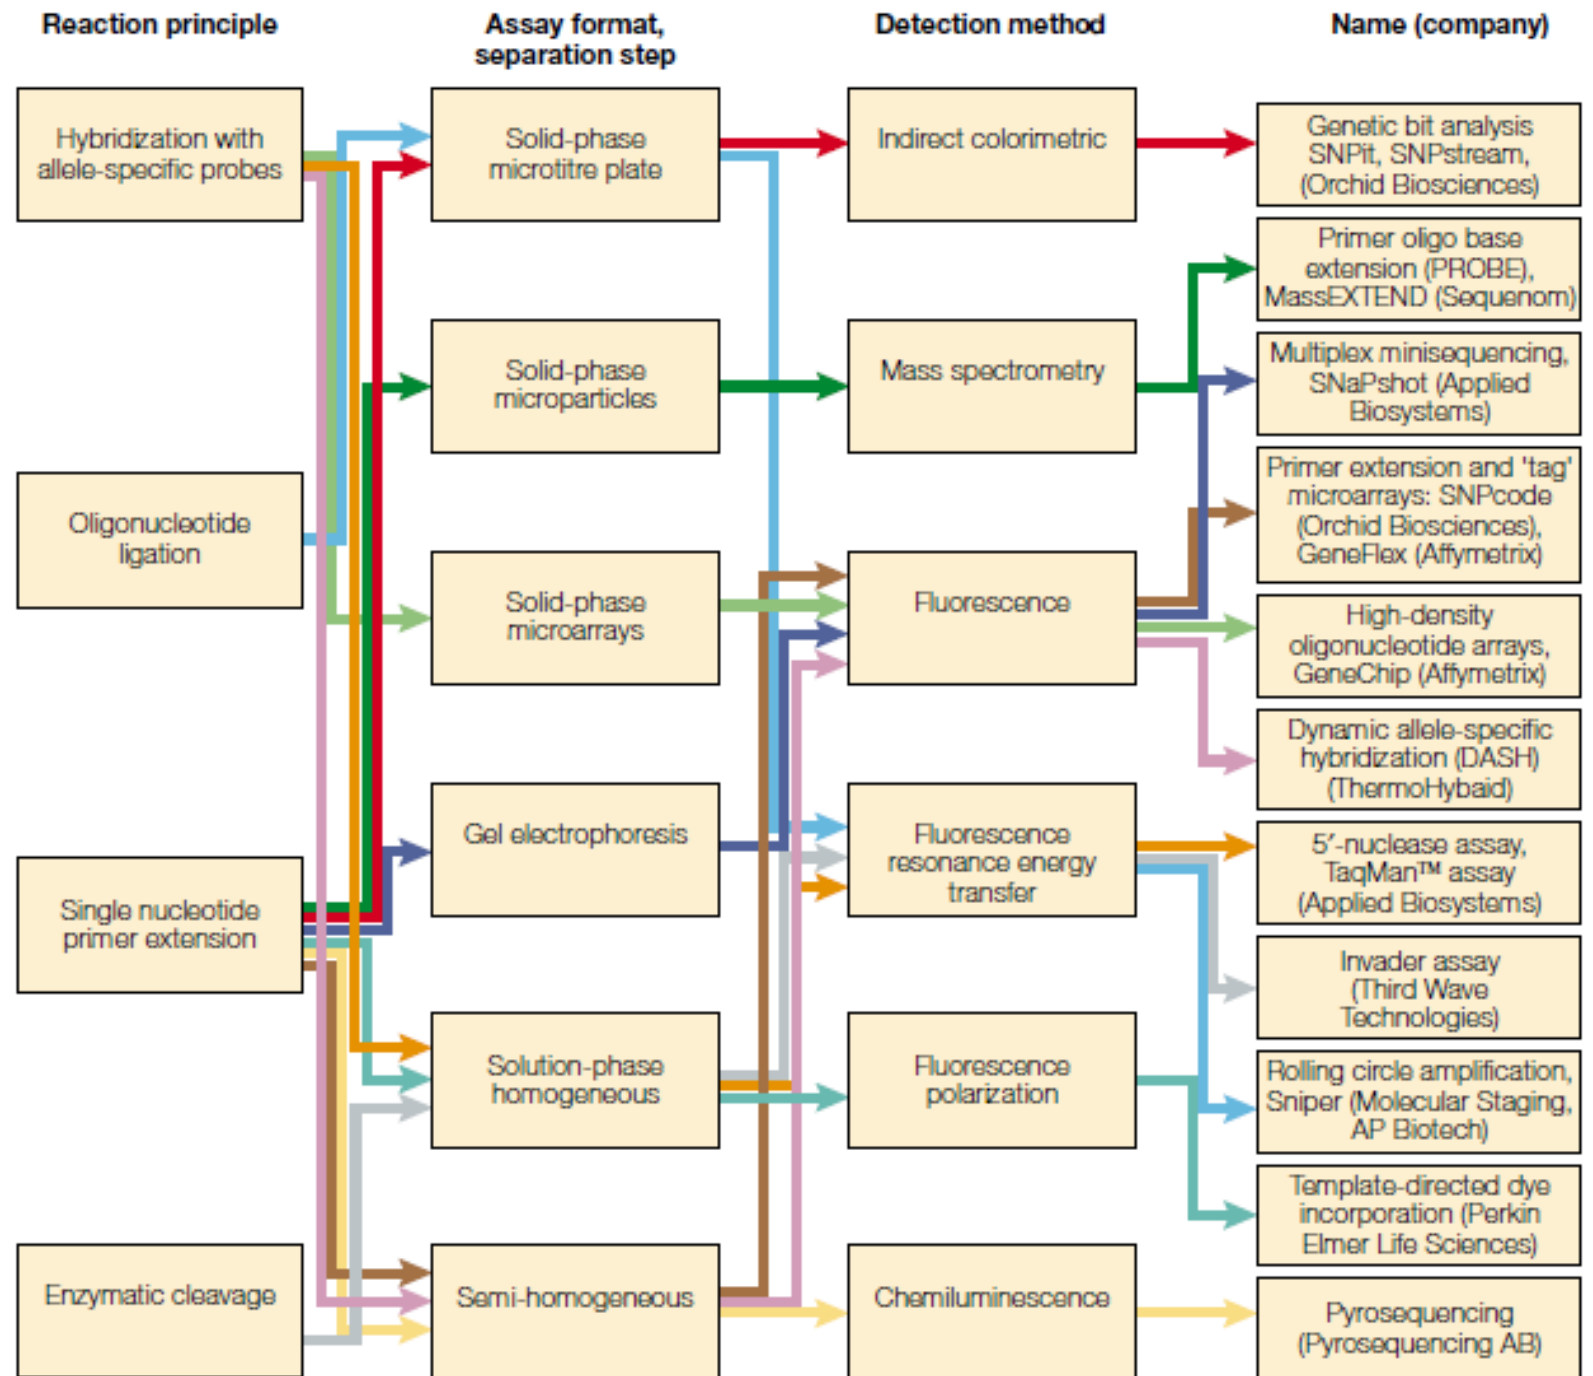 Reaction principle
Assay format,
separation step
Detection method
Name (company)
Hybridization with
allele-specific probes
Oligonucleotide
ligation
Single nucleotide
primer extension
Enzymatic cleavage
Solid-phase
microtitre plate
Solid-phase
microparticles
Solid-phase
microarrays
Gel electrophoresis
Solution-phase
homogeneous
Semi-homogeneous
Indirect colorimetric
Mass spectrometry
Fluorescence
Fluorescence
resonance energy
transfer
Fluorescence
polarization
Chemiluminescence
Genetic bit analysis
SNPit, SNPstream,
(Orchid Biosciences)
Primer oligo base
extension (PROBE),
MassEXTEND (Sequenom)
Multiplex minisequencing,
SNaPshot (Applied
Biosystems)
Primer extension and 'tag'
microarrays: SNPcode
(Orchid Biosciences),
GeneFlex (Affymetrix)
High-density
oligonucleotide arrays,
GeneChip (Affymetrix)
Dynamic allele-specific
hybridization (DASH)
(ThermoHybaid)
5′-nuclease assay,
TaqMan™ assay
(Applied Biosystems)
Invader assay
(Third Wave
Technologies)
Rolling circle amplification,
Sniper (Molecular Staging,
AP Biotech)
Template-directed dye
incorporation (Perkin
Elmer Life Sciences)
Pyrosequencing
(Pyrosequencing AB)